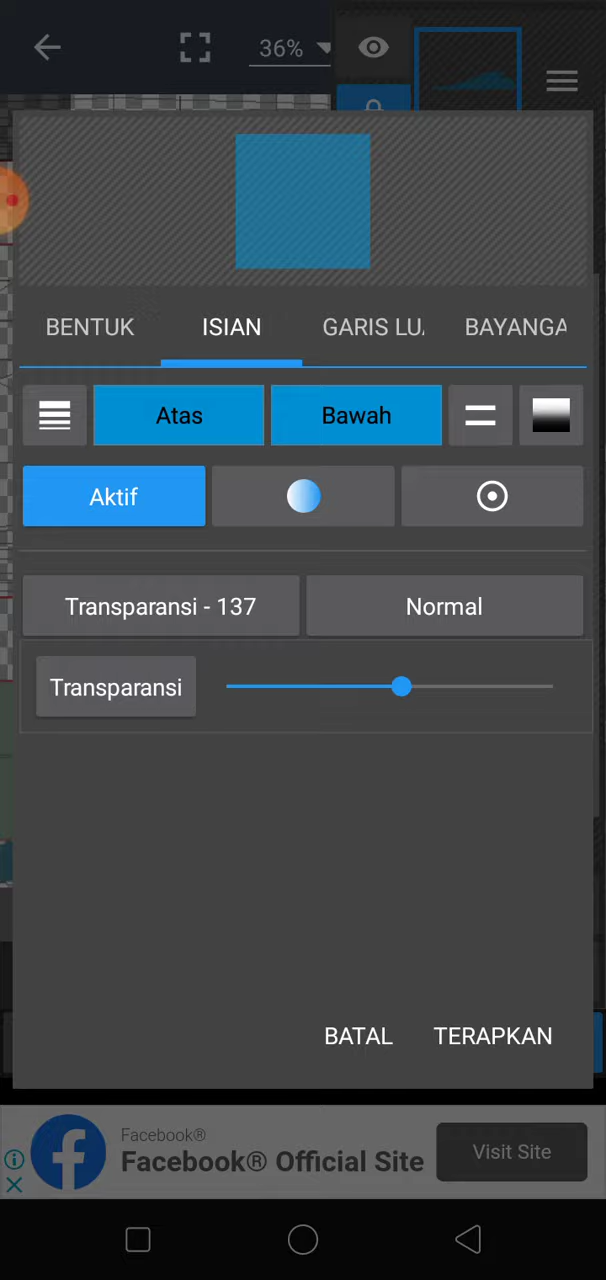 36%
BENTUK
ISIAN
GARIS LU
BAYANGA
Atas
Bawah
Aktif
Transparansi - 137
Normal
Transparansi
BATAL
TERAPKAN
Facebook®
Facebook® Official Site
Visit Site